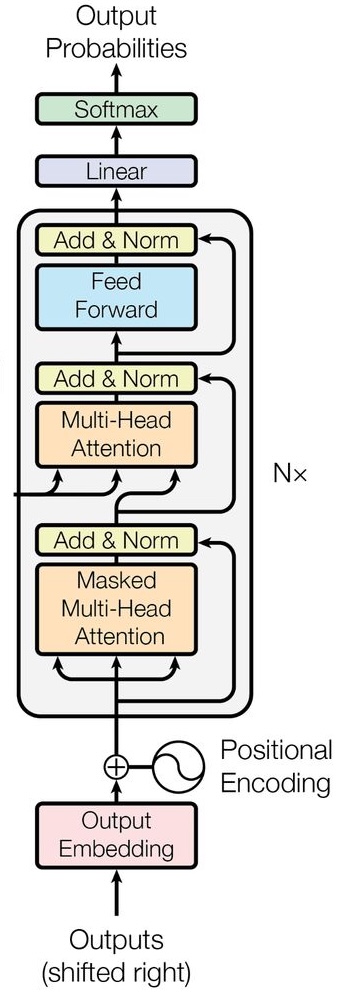 Output
Probabilities
Softmax
Linear
Add & Norm
Feed
Forward
Add & Norm
Multi-Head
Attention
N×
Add & Norm
Masked
Multi-Head
Attention
Positional
Encoding
Output
Embedding
Outputs
(shifted right)